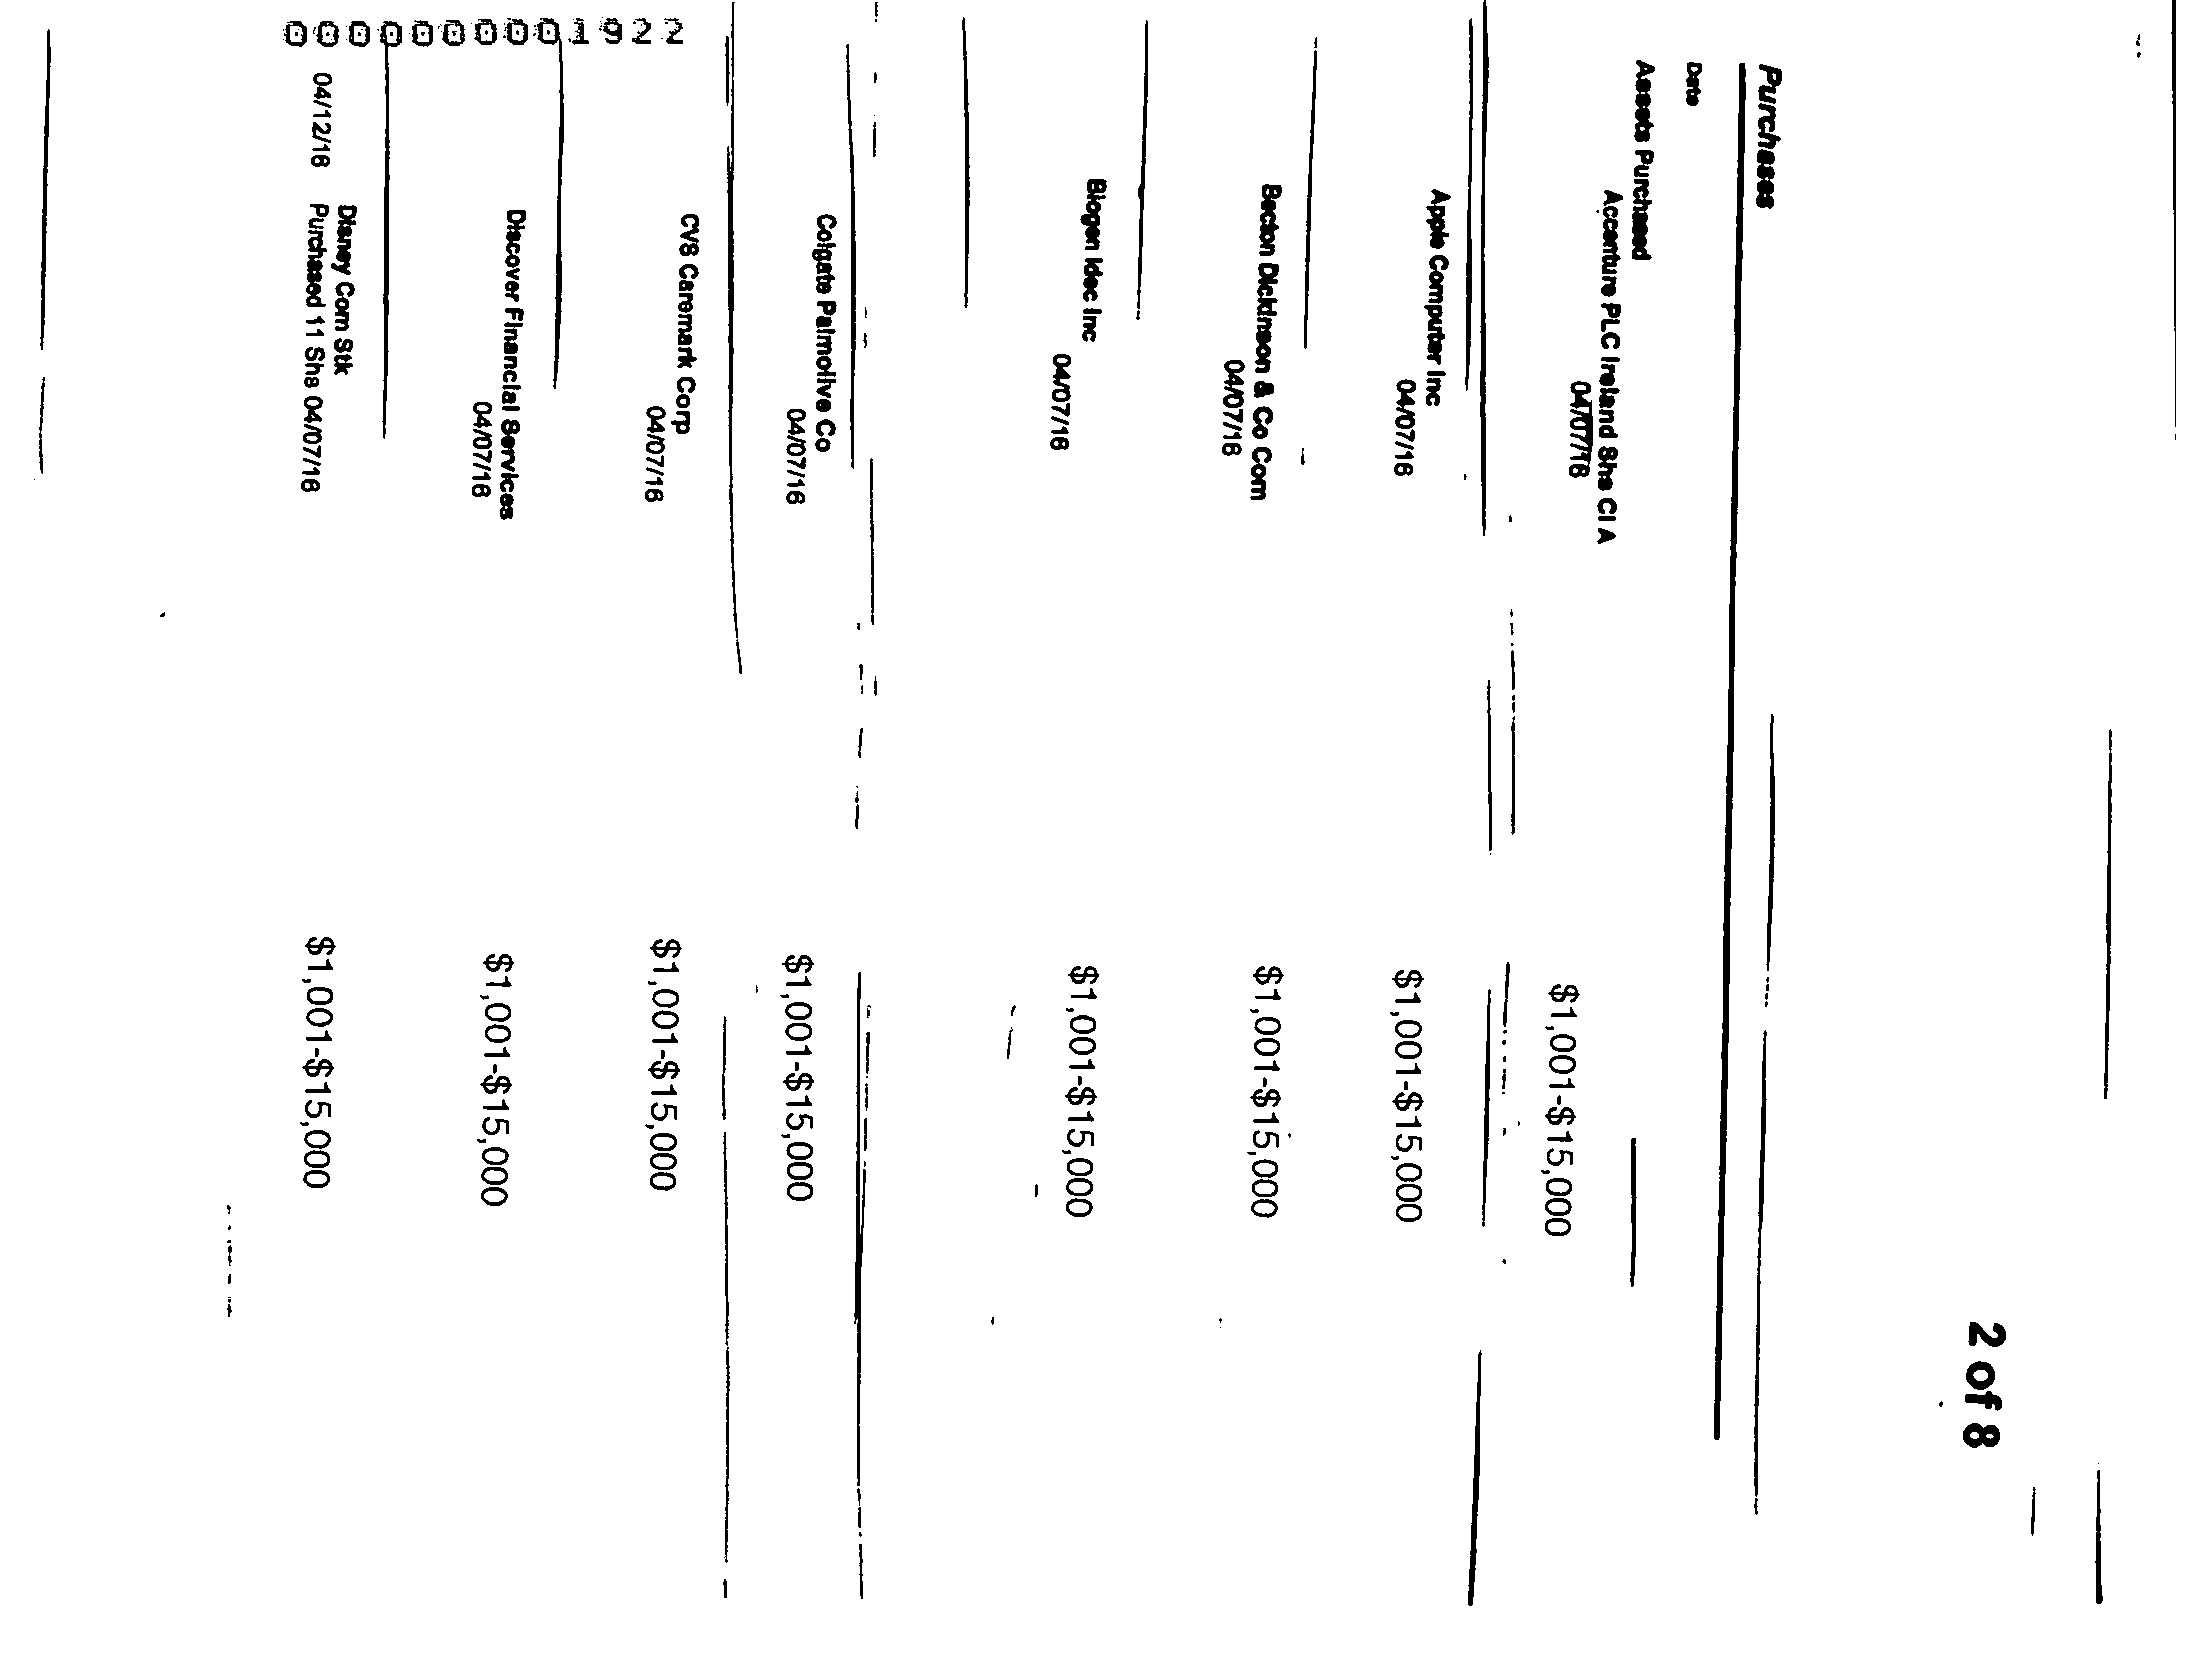 2 of 8
Purchases
Date
Assets Purchased
Accenture PLC Ireland Shs Cl A
04/07/16
$1,001-$15,000
Apple Computer Inc
04/07/16
$1,001-$15,000
Becton Dickinson & Co Com
04/07/16
$1,001-$15,000
Biogen Idec Inc
04/07/16
$1,001-$15,000
Colgate Palmolive Co
04/07/16
$1,001-$15,000
CVS Caremark Corp
04/07/16
$1,001-$15,000
Discover Financial Services
04/07/16
$1,001-$15,000
Disney Com Stk
04/12/16 Purchased 11 Shs 04/07/16
$1,001-$15,000
0000000001922